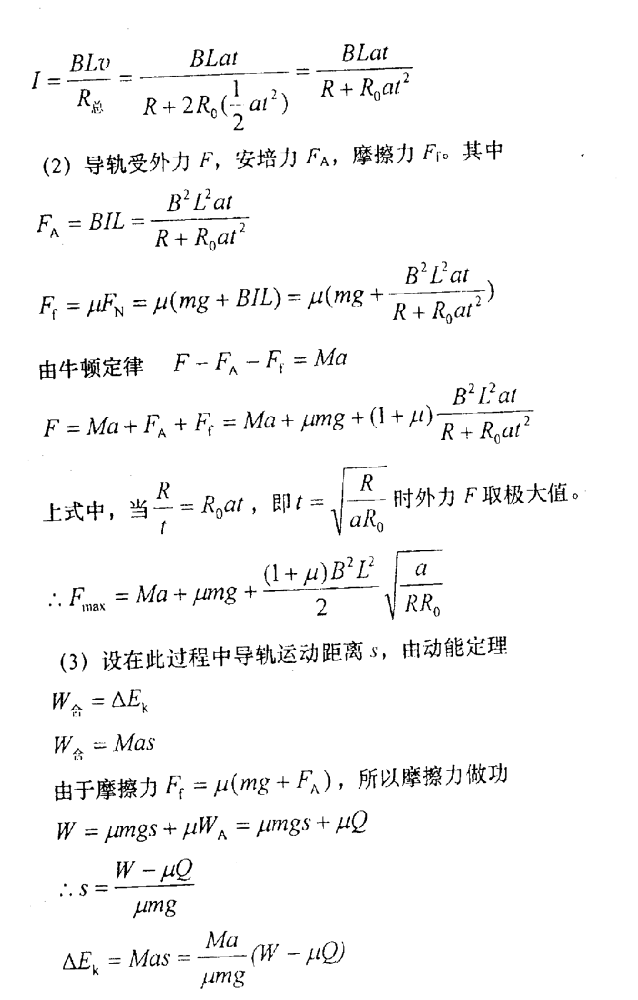 I = BLv/R总 = BLat/(R + 2R₀(1/2 at²)) = BLat/(R + R₀at²)
(2) 导轨受外力 F，安培力 F_A，摩擦力 F_f。其中
F_A = BIL = B²L²at/(R + R₀at²)
F_f = μF_N = μ(mg + BIL) = μ(mg + B²L²at/(R + R₀at²))
由牛顿定律 F − F_A − F_f = Ma
F = Ma + F_A + F_f = Ma + μmg + (1 + μ) B²L²at/(R + R₀at²)
上式中，当 R/t = R₀at，即 t = √(R/(aR₀)) 时外力 F 取极大值。
∴ F_max = Ma + μmg + (1 + μ)B²L²/2 √(a/(RR₀))
(3) 设在此过程中导轨运动距离 s，由动能定理
W合 = ΔE_k
W合 = Mas
由于摩擦力 F_f = μ(mg + F_A)，所以摩擦力做功
W = μmgs + μW_A = μmgs + μQ
∴ s = (W − μQ)/(μmg)
ΔE_k = Mas = Ma/(μmg) (W − μQ)